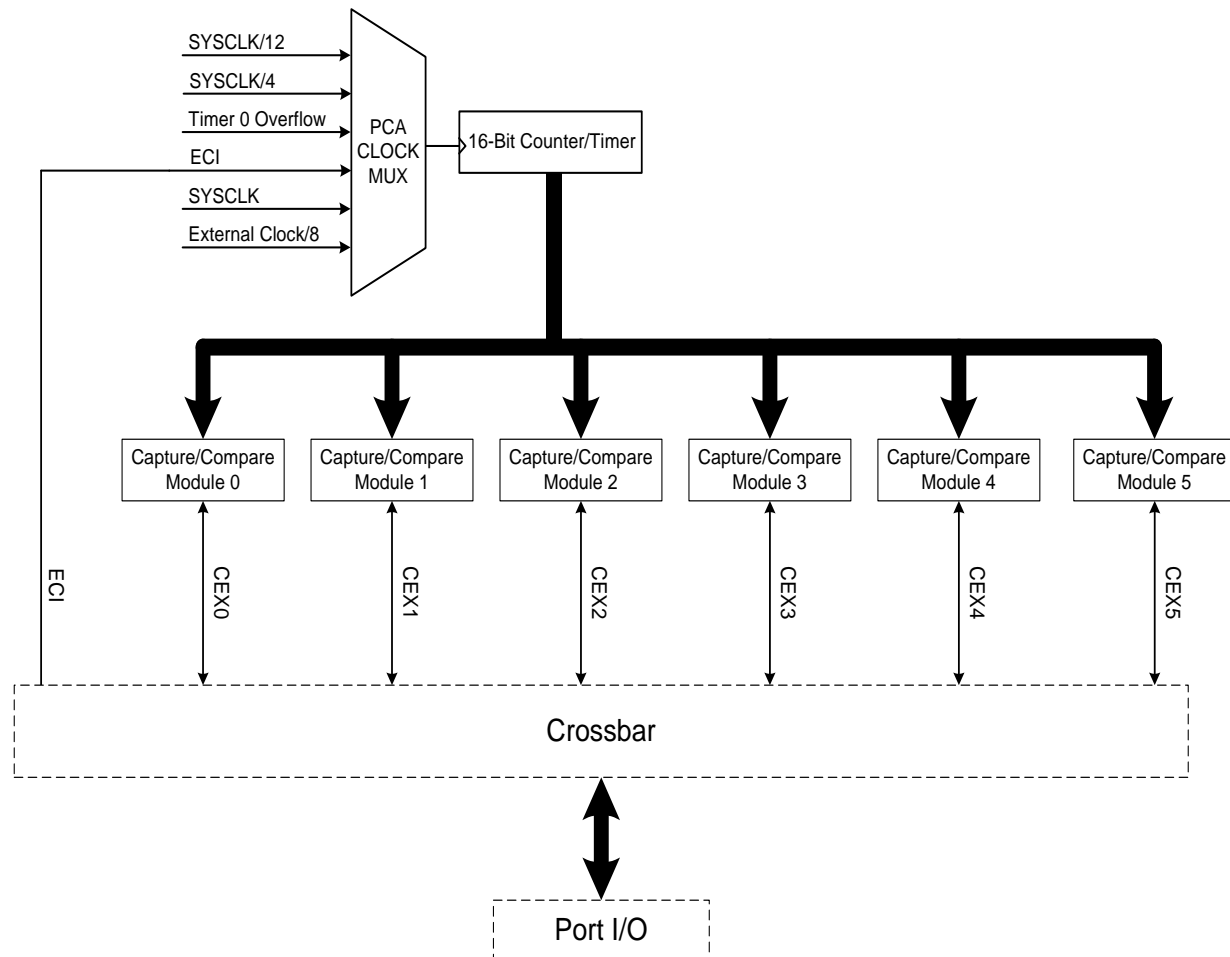 SYSCLK/12
SYSCLK/4
Timer 0 Overflow
ECI
SYSCLK
External Clock/8
PCA
CLOCK
MUX
16-Bit Counter/Timer
Capture/Compare
Module 0
Capture/Compare
Module 1
Capture/Compare
Module 2
Capture/Compare
Module 3
Capture/Compare
Module 4
Capture/Compare
Module 5
ECI
CEX0
CEX1
CEX2
CEX3
CEX4
CEX5
Crossbar
Port I/O